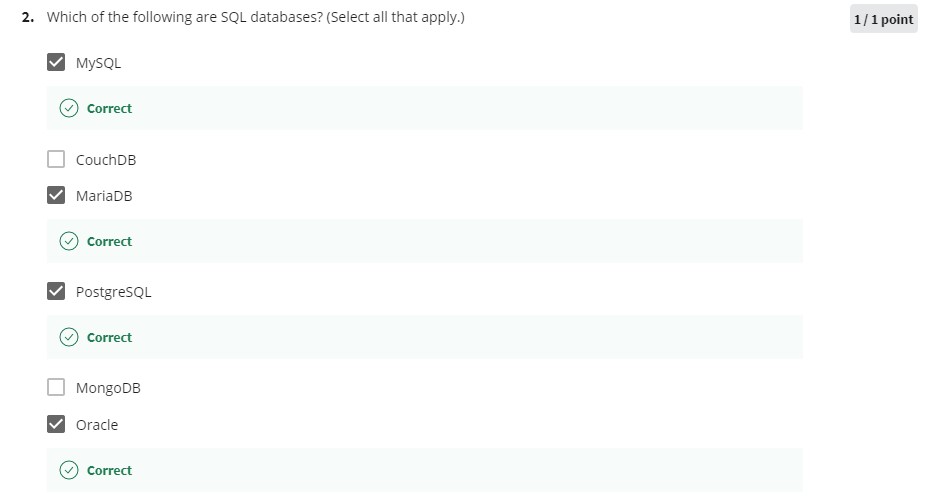 2. Which of the following are SQL databases? (Select all that apply.)
1 / 1 point
MySQL
Correct
CouchDB
MariaDB
Correct
PostgreSQL
Correct
MongoDB
Oracle
Correct